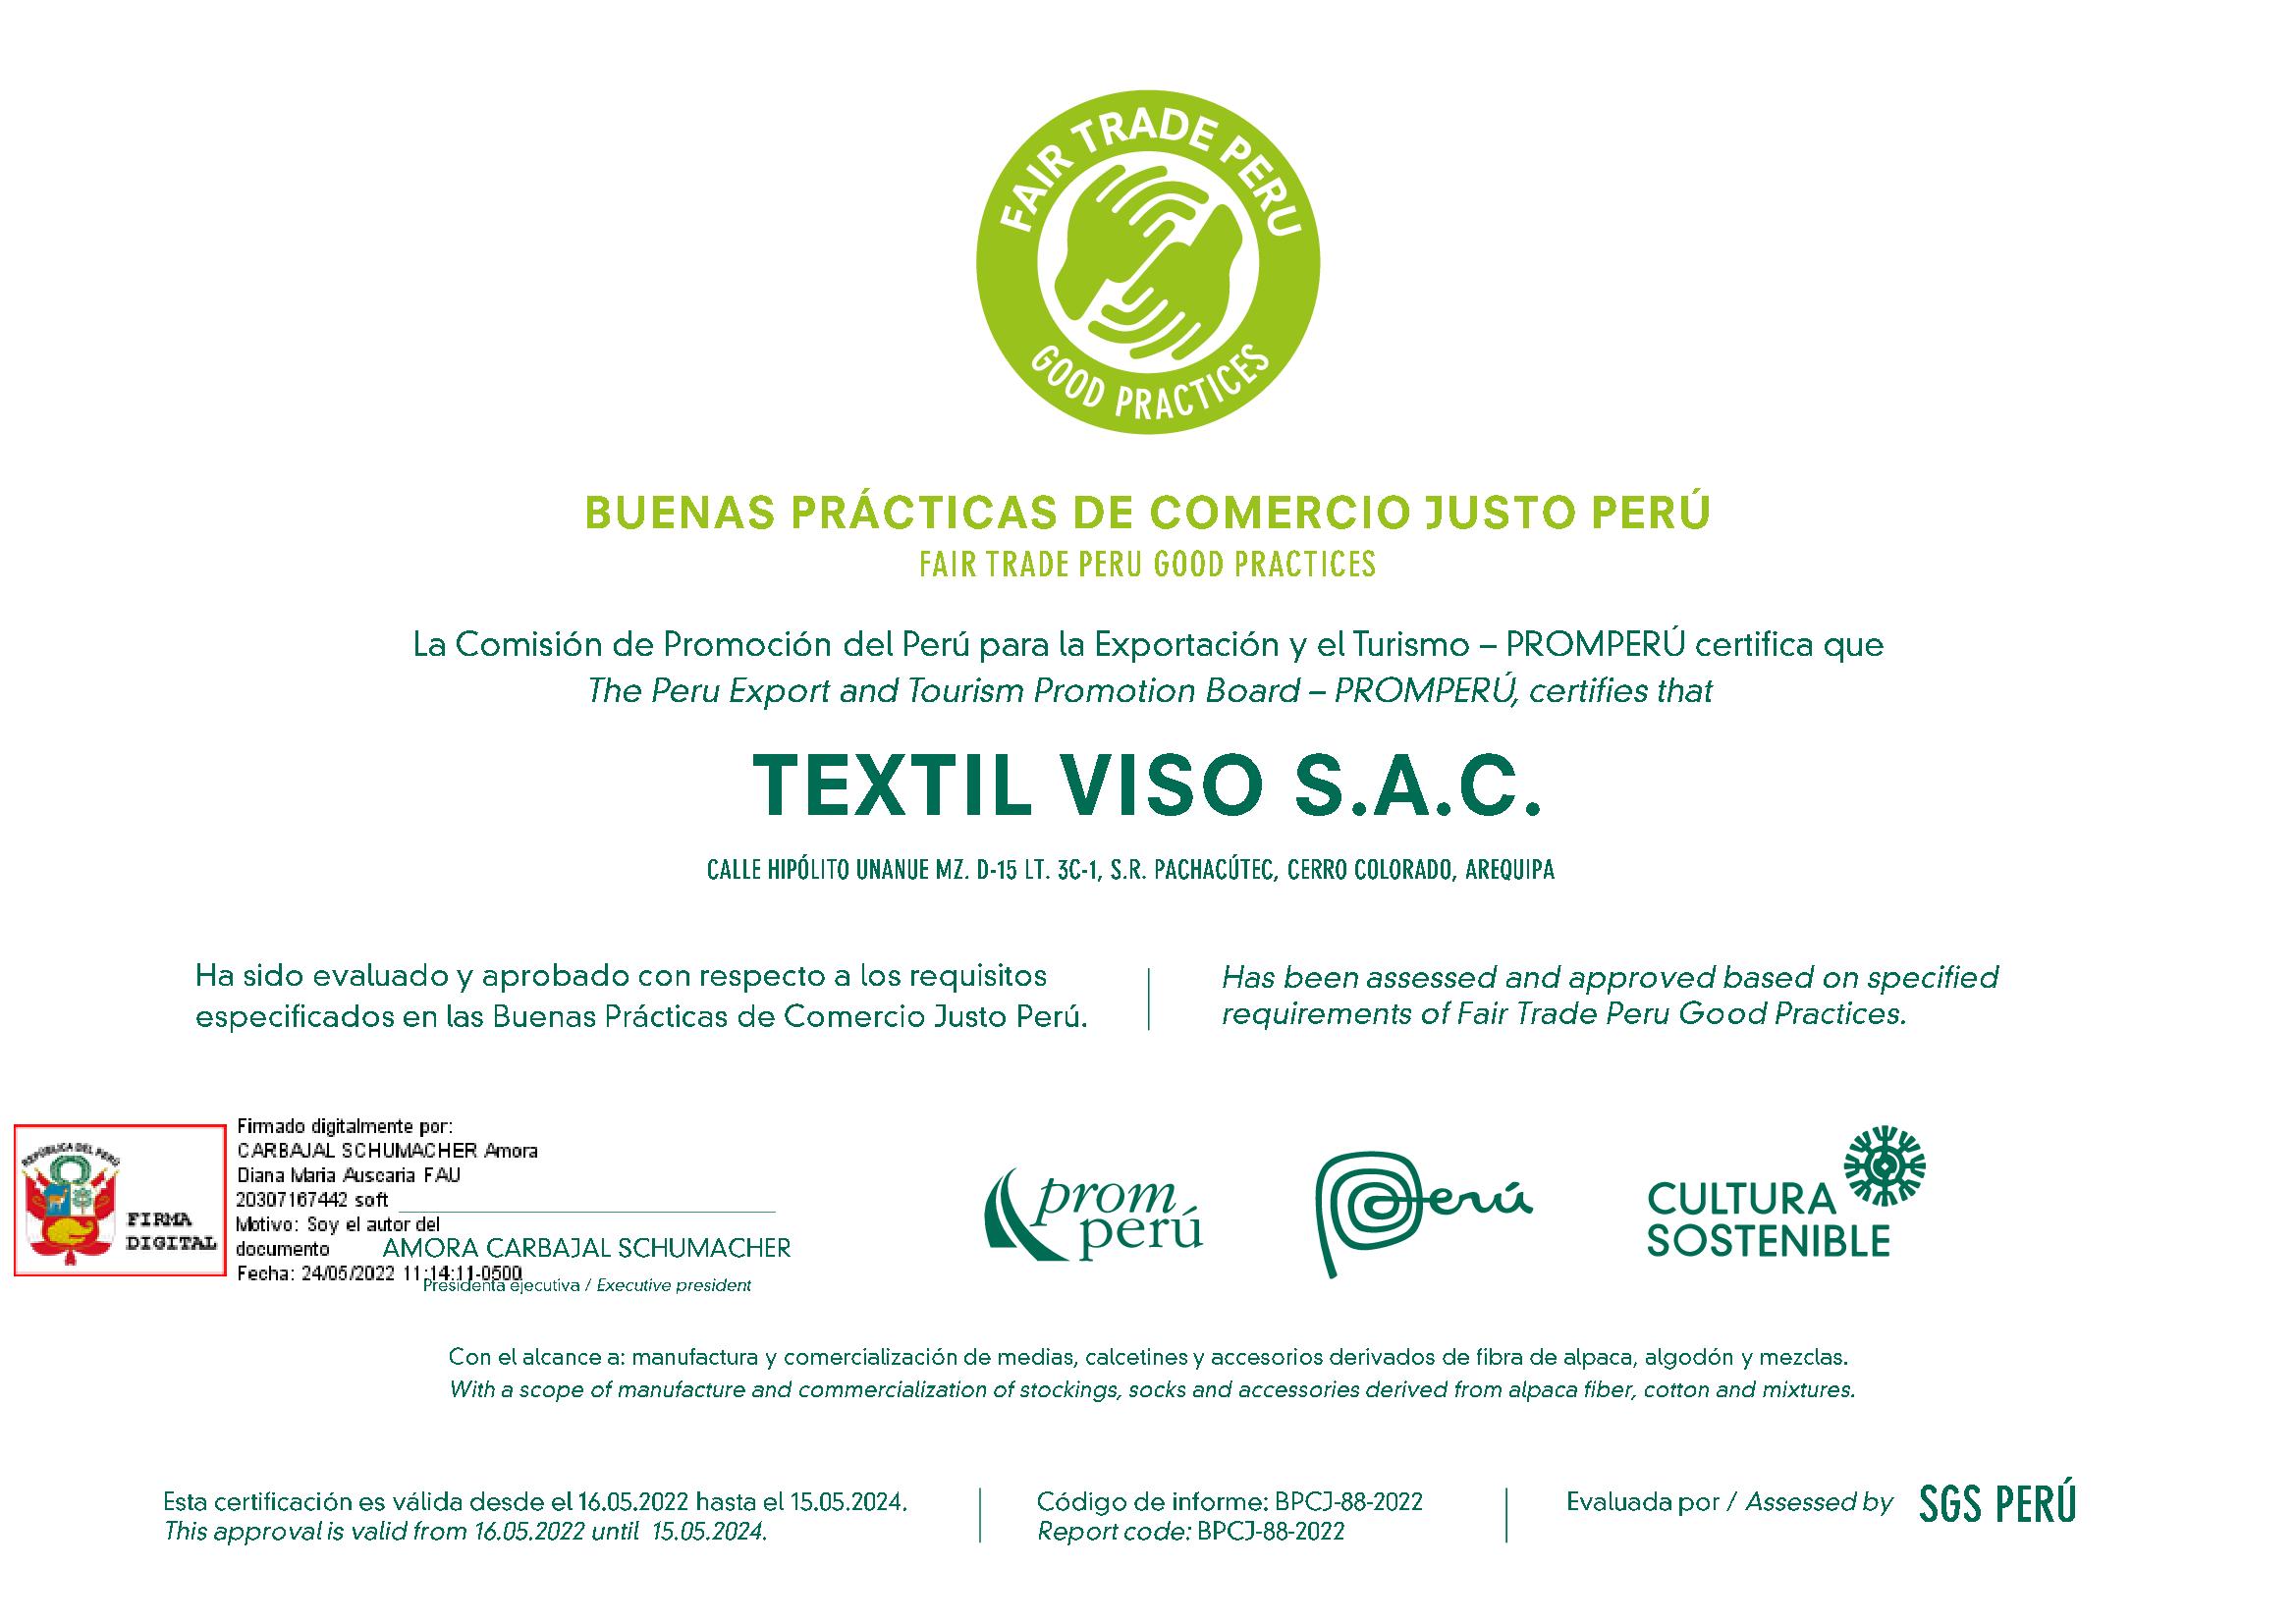 FAIR TRADE PERU
GOOD PRACTICES
BUENAS PRÁCTICAS DE COMERCIO JUSTO PERÚ
FAIR TRADE PERU GOOD PRACTICES
La Comisión de Promoción del Perú para la Exportación y el Turismo – PROMPERÚ certifica que
The Peru Export and Tourism Promotion Board – PROMPERÚ, certifies that
TEXTIL VISO S.A.C.
CALLE HIPÓLITO UNANUE MZ. D-15 LT. 3C-1, S.R. PACHACÚTEC, CERRO COLORADO, AREQUIPA
Ha sido evaluado y aprobado con respecto a los requisitos
especificados en las Buenas Prácticas de Comercio Justo Perú.
Has been assessed and approved based on specified
requirements of Fair Trade Peru Good Practices.
REPÚBLICA DEL PERÚ
FIRMA
DIGITAL
Firmado digitalmente por:
CARBAJAL SCHUMACHER Amora
Diana Maria Auscaria FAU
20307167442 soft
Motivo: Soy el autor del
documento
Fecha: 24/05/2022 11:14:11-0500
AMORA CARBAJAL SCHUMACHER
Presidenta ejecutiva / Executive president
prom
perú
Perú
CULTURA
SOSTENIBLE
Con el alcance a: manufactura y comercialización de medias, calcetines y accesorios derivados de fibra de alpaca, algodón y mezclas.
With a scope of manufacture and commercialization of stockings, socks and accessories derived from alpaca fiber, cotton and mixtures.
Esta certificación es válida desde el 16.05.2022 hasta el 15.05.2024.
This approval is valid from 16.05.2022 until 15.05.2024.
Código de informe: BPCJ-88-2022
Report code: BPCJ-88-2022
Evaluada por / Assessed by SGS PERÚ